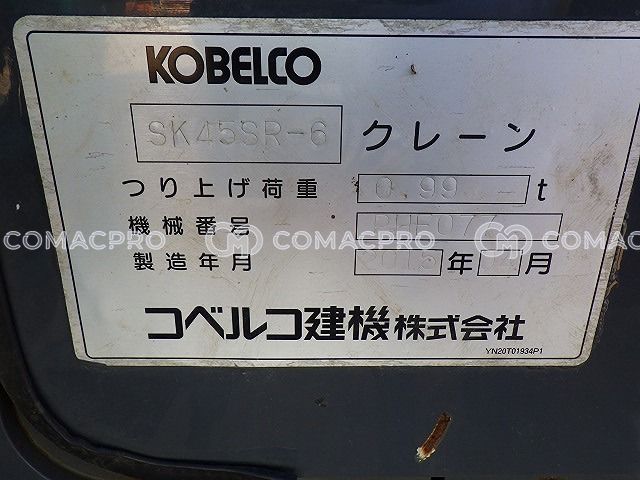 KOBELCO
SK45SR-6 クレーン
つり上げ荷重 0.99 - t
機械番号
COMACPRO COMACPRO COMACPRO
製造年月 2015 年 月
コベルコ建機株式会社
YN20T01934P1